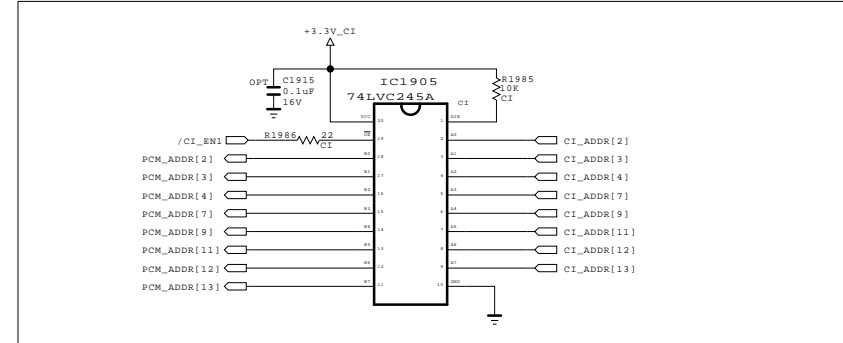 +3.3V_CI
OPT C1915 0.1uF 16V
IC1905
74LVC245A
CI
R1985 10K CI
VCC 20 1 DIR
/CI_EN1 R1986 22 CI OE 19 2 A0 CI_ADDR[2]
PCM_ADDR[2] B0 18 3 A1 CI_ADDR[3]
PCM_ADDR[3] B1 17 4 A2 CI_ADDR[4]
PCM_ADDR[4] B2 16 5 A3 CI_ADDR[7]
PCM_ADDR[7] B3 15 6 A4 CI_ADDR[9]
PCM_ADDR[9] B4 14 7 A5 CI_ADDR[11]
PCM_ADDR[11] B5 13 8 A6 CI_ADDR[12]
PCM_ADDR[12] B6 12 9 A7 CI_ADDR[13]
PCM_ADDR[13] B7 11 10 GND